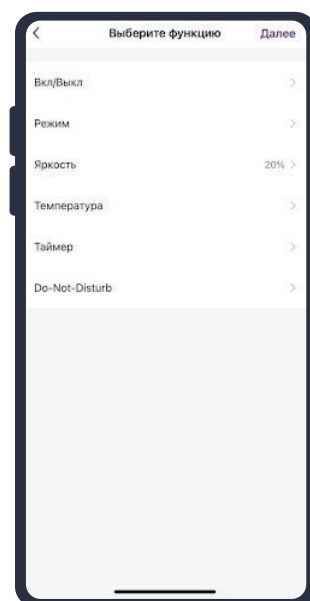 Выберите функцию Далее
Вкл/Выкл
Режим
Яркость 20%
Температура
Таймер
Do-Not-Disturb